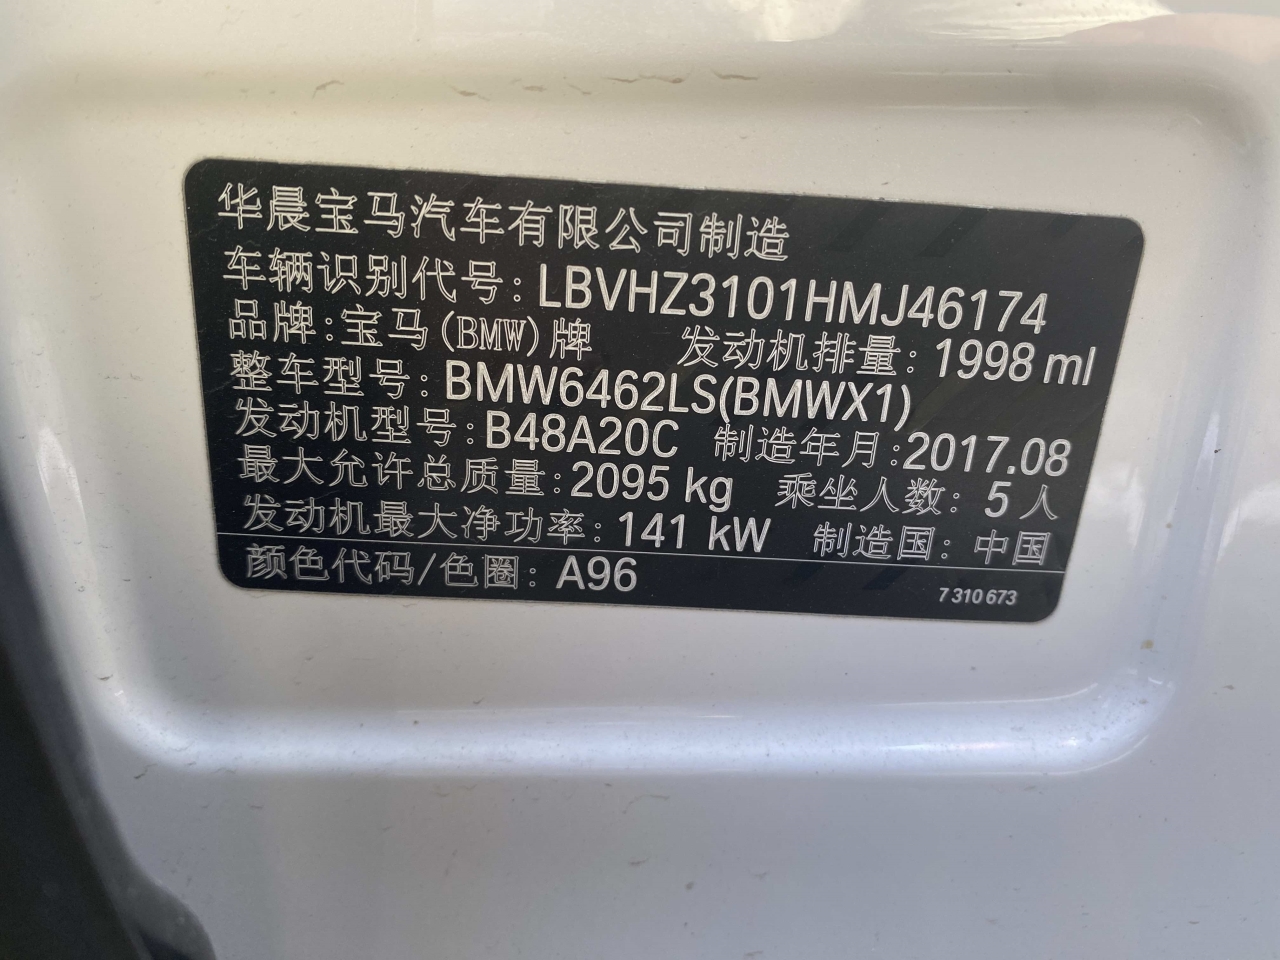 华晨宝马汽车有限公司制造
车辆识别代号: LBVHZ3101HMJ46174
品牌: 宝马(BMW)牌 发动机排量: 1998 ml
整车型号: BMW6462LS(BMWX1)
发动机型号: B48A20C 制造年月:2017.08
最大允许总质量: 2095 kg 乘坐人数: 5人
发动机最大净功率: 141 kW 制造国: 中国
颜色代码/色圈: A96 7 310 673